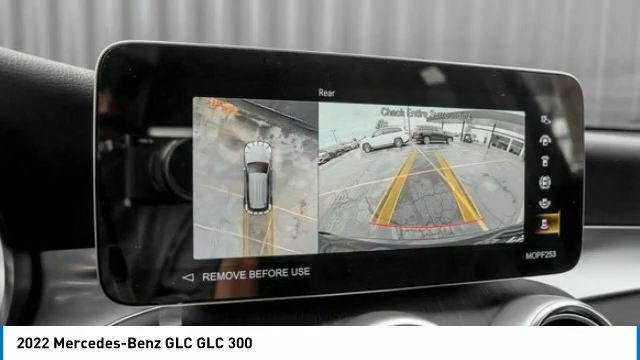 Rear
Check Entire Surroundings
REMOVE BEFORE USE
MOPF253
2022 Mercedes-Benz GLC GLC 300